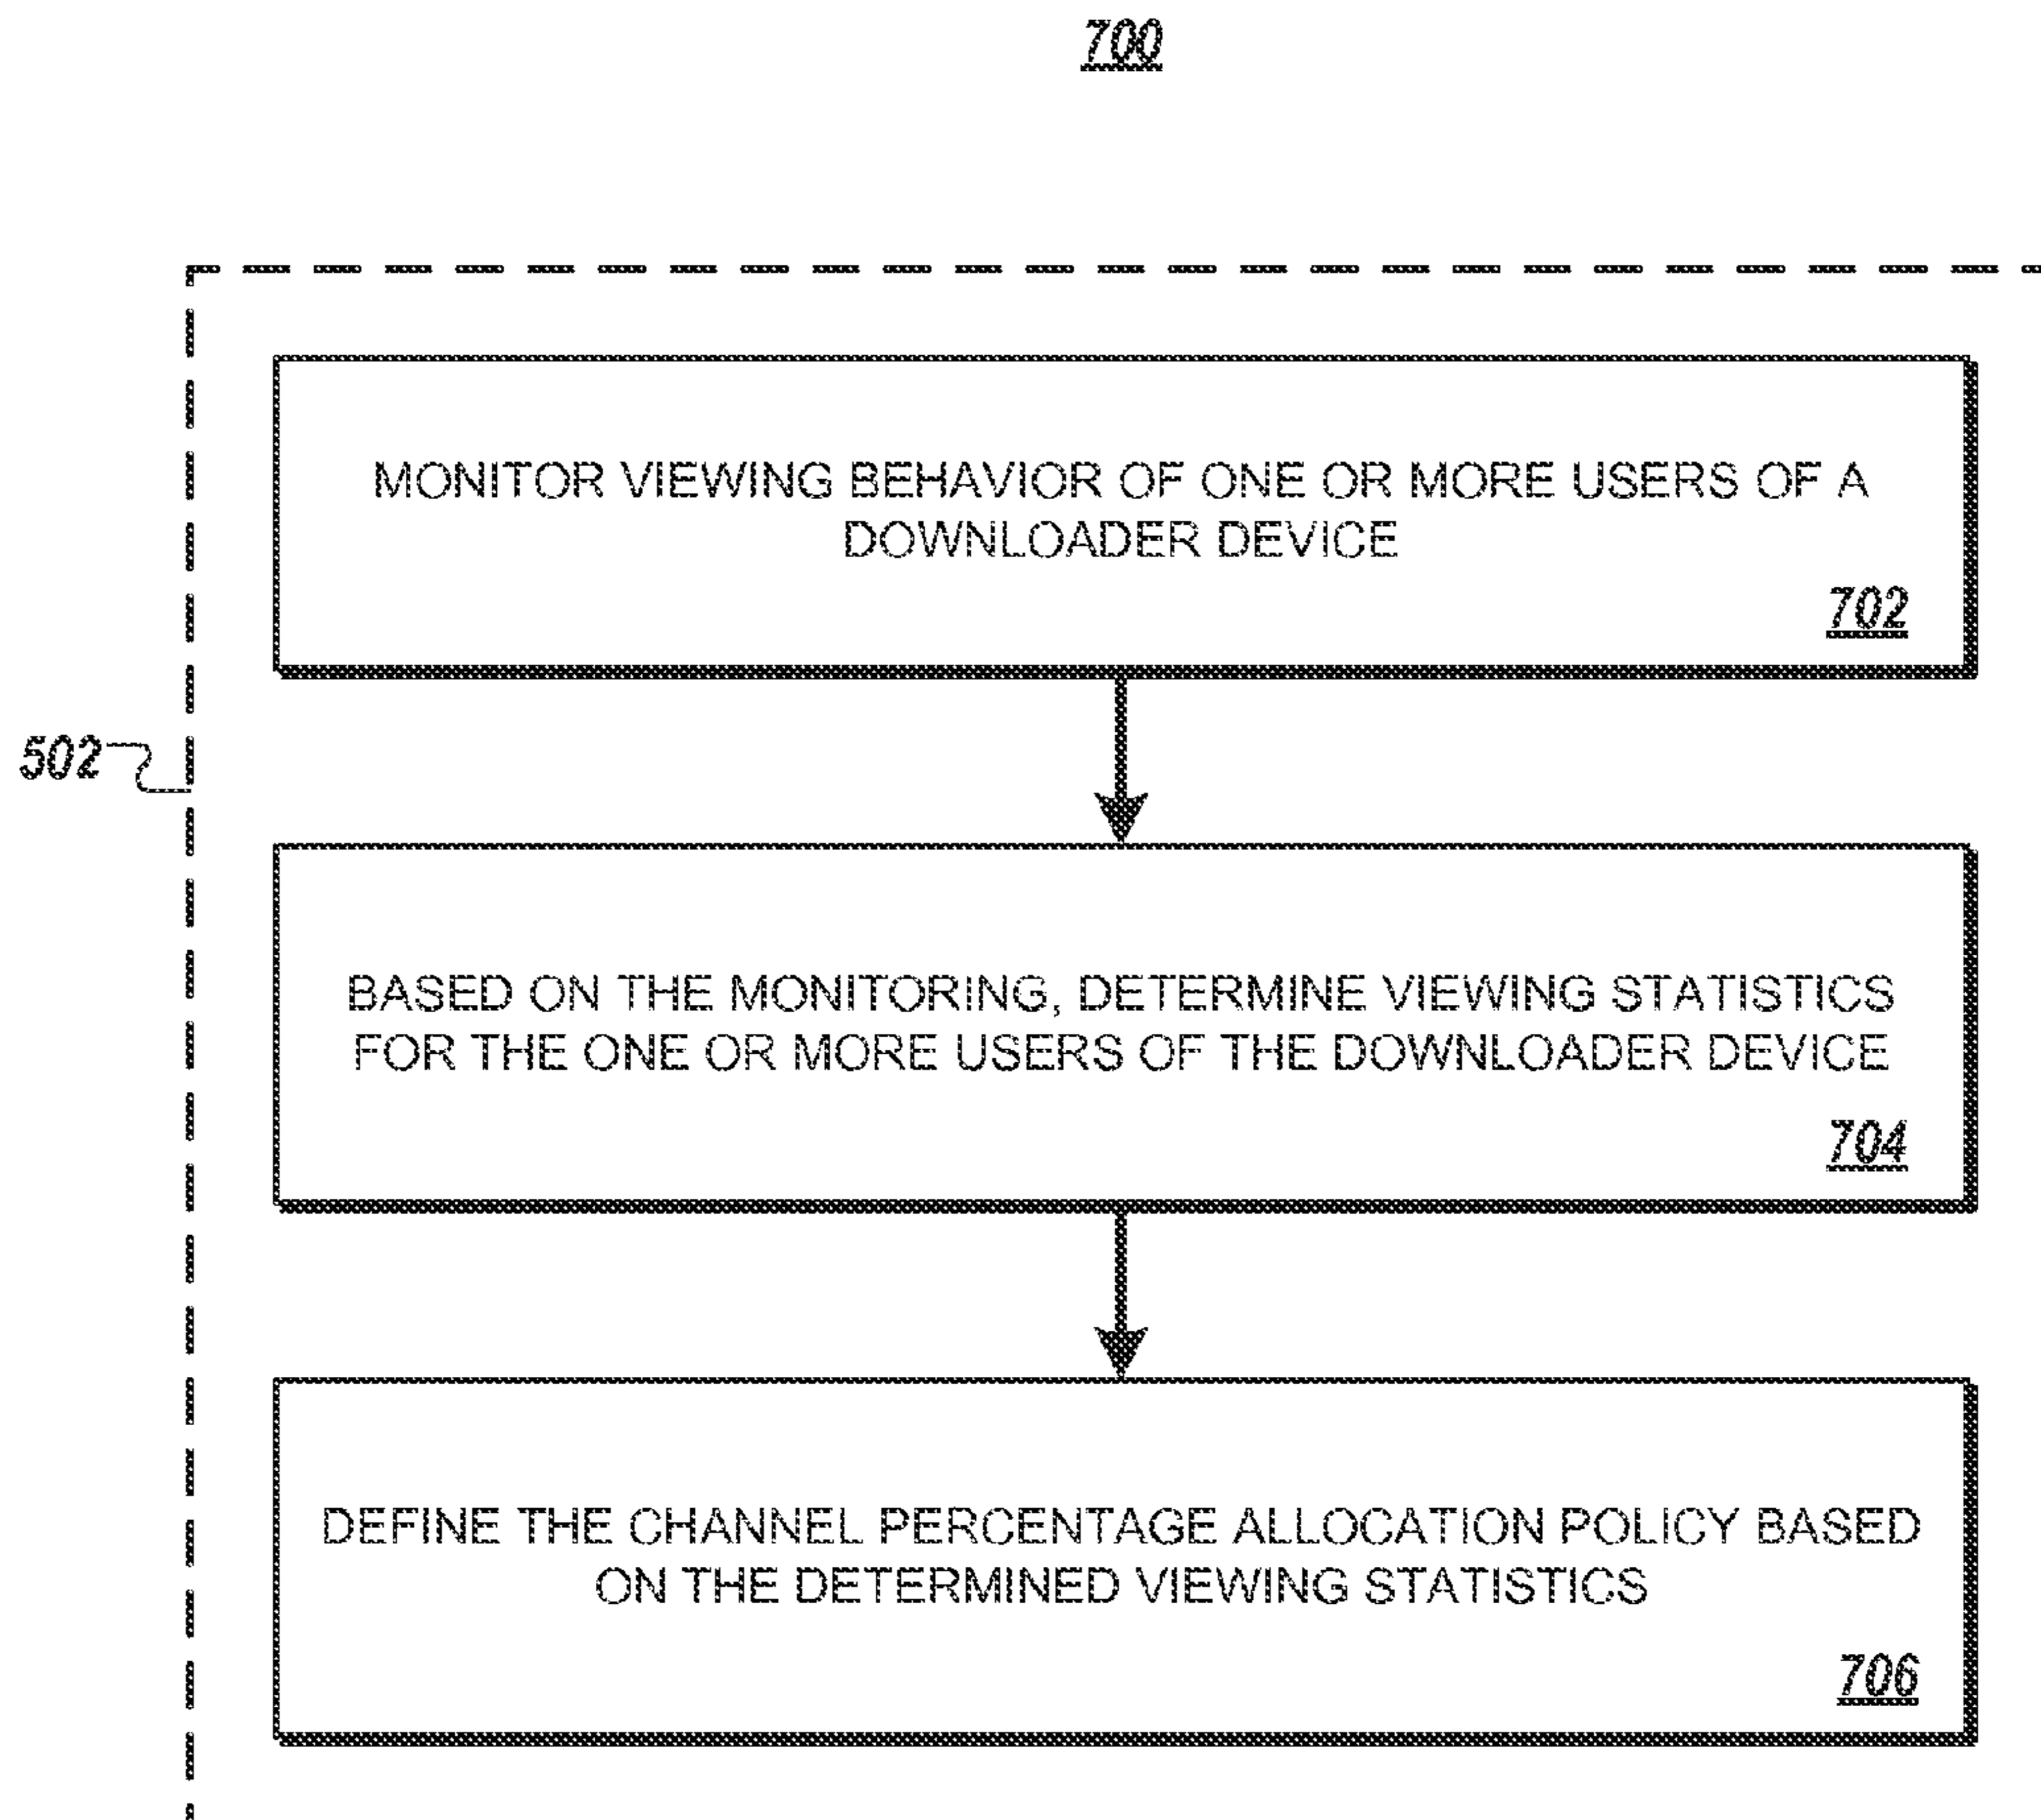 700
MONITOR VIEWING BEHAVIOR OF ONE OR MORE USERS OF A
DOWNLOADER DEVICE
702
502
BASED ON THE MONITORING, DETERMINE VIEWING STATISTICS
FOR THE ONE OR MORE USERS OF THE DOWNLOADER DEVICE
704
DEFINE THE CHANNEL PERCENTAGE ALLOCATION POLICY BASED
ON THE DETERMINED VIEWING STATISTICS
706